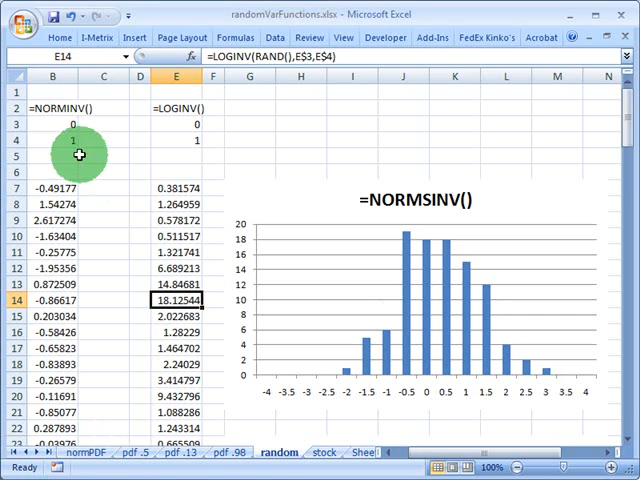 randomVarFunctions.xlsx - Microsoft Excel
Home I-Metrix Insert Page Layout Formulas Data Review View Developer Add-Ins FedEx Kinko's Acrobat
E14 fx =LOGINV(RAND(),E$3,E$4)
B C D E F G H I J K L M N
1
2 =NORMINV() =LOGINV()
3 0 0
4 1 1
5
6
7 -0.49177 0.381574
8 1.54274 1.264959
9 2.617274 0.578172
10 -1.63404 0.511517
11 -0.25775 1.321741
12 -1.95356 6.689213
13 0.872509 14.84681
14 -0.86617 18.12544
15 0.203034 2.022683
16 -0.58426 1.28229
17 -0.65823 1.464702
18 -0.83893 2.24029
19 -0.26579 3.414797
20 -0.11691 9.432796
21 -0.85077 1.088286
22 0.287893 1.243314
23 -0.03976 0.665509
=NORMSINV()
20
18
16
14
12
10
8
6
4
2
0
-4 -3.5 -3 -2.5 -2 -1.5 -1 -0.5 0 0.5 1 1.5 2 2.5 3 3.5 4
normPDF pdf .5 pdf .13 pdf .98 random stock Shee
Ready 100%